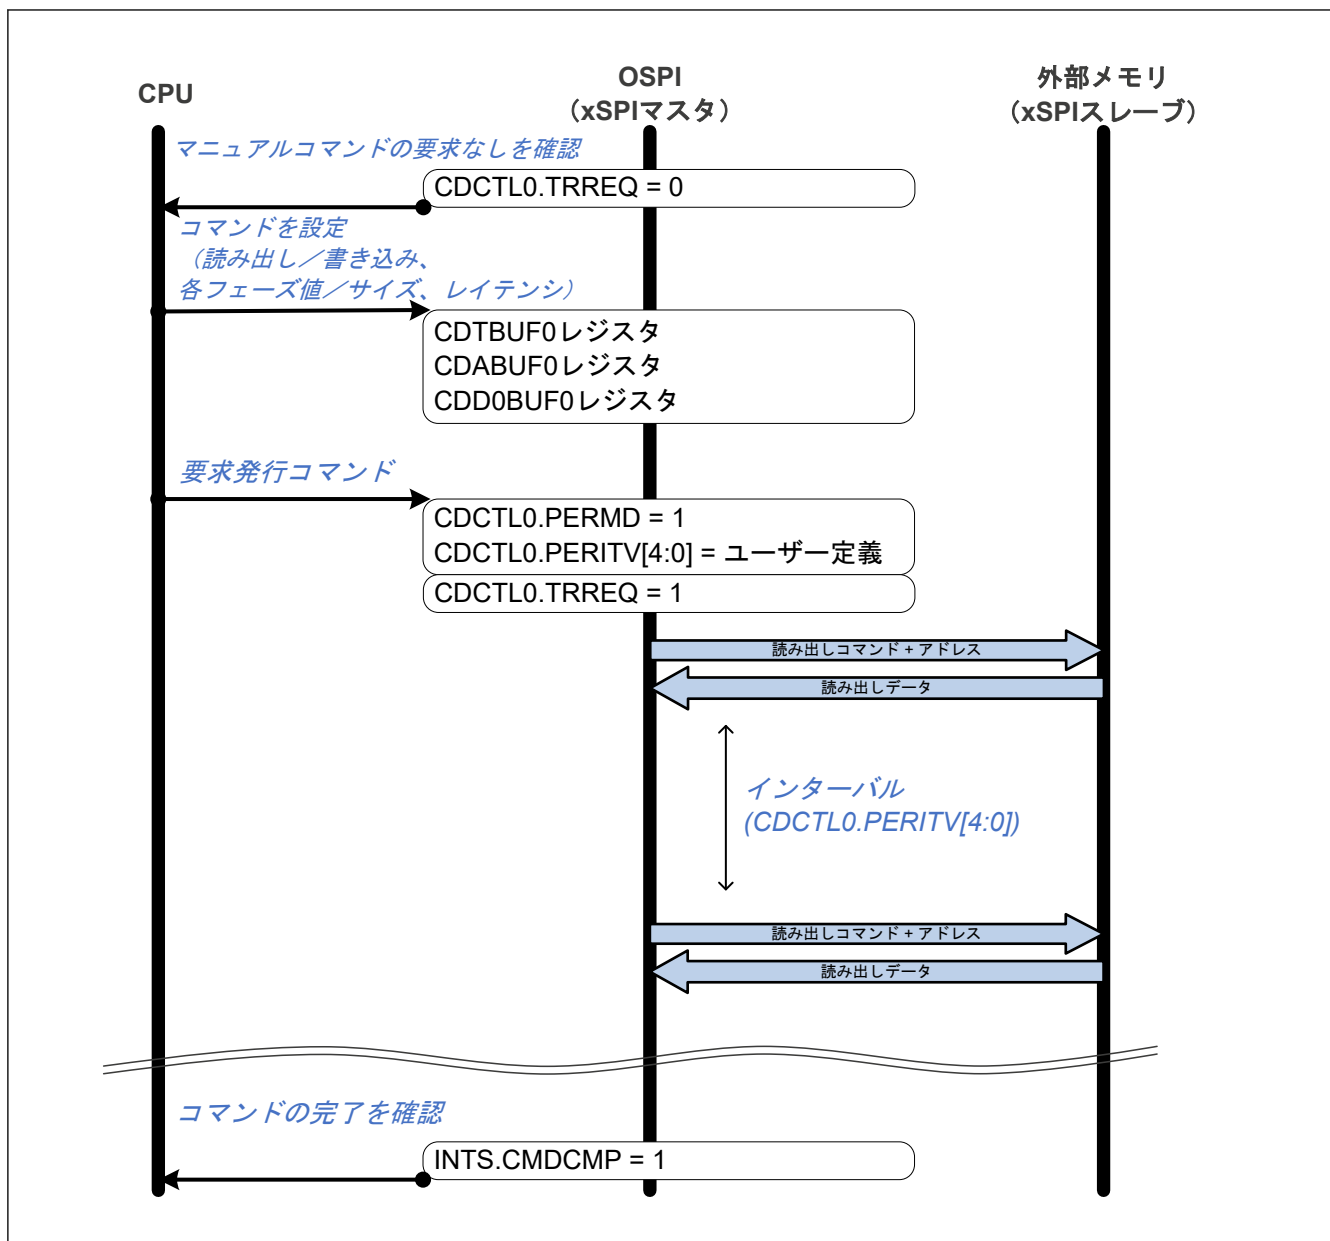 CPU
OSPI
（xSPIマスタ）
外部メモリ
（xSPIスレーブ）
マニュアルコマンドの要求なしを確認
CDCTL0.TRREQ = 0
コマンドを設定
（読み出し／書き込み、
各フェーズ値／サイズ、レイテンシ）
CDTBUF0レジスタ
CDABUF0レジスタ
CDD0BUF0レジスタ
要求発行コマンド
CDCTL0.PERMD = 1
CDCTL0.PERITV[4:0] = ユーザー定義
CDCTL0.TRREQ = 1
読み出しコマンド + アドレス
読み出しデータ
インターバル
(CDCTL0.PERITV[4:0])
読み出しコマンド + アドレス
読み出しデータ
コマンドの完了を確認
INTS.CMDCMP = 1